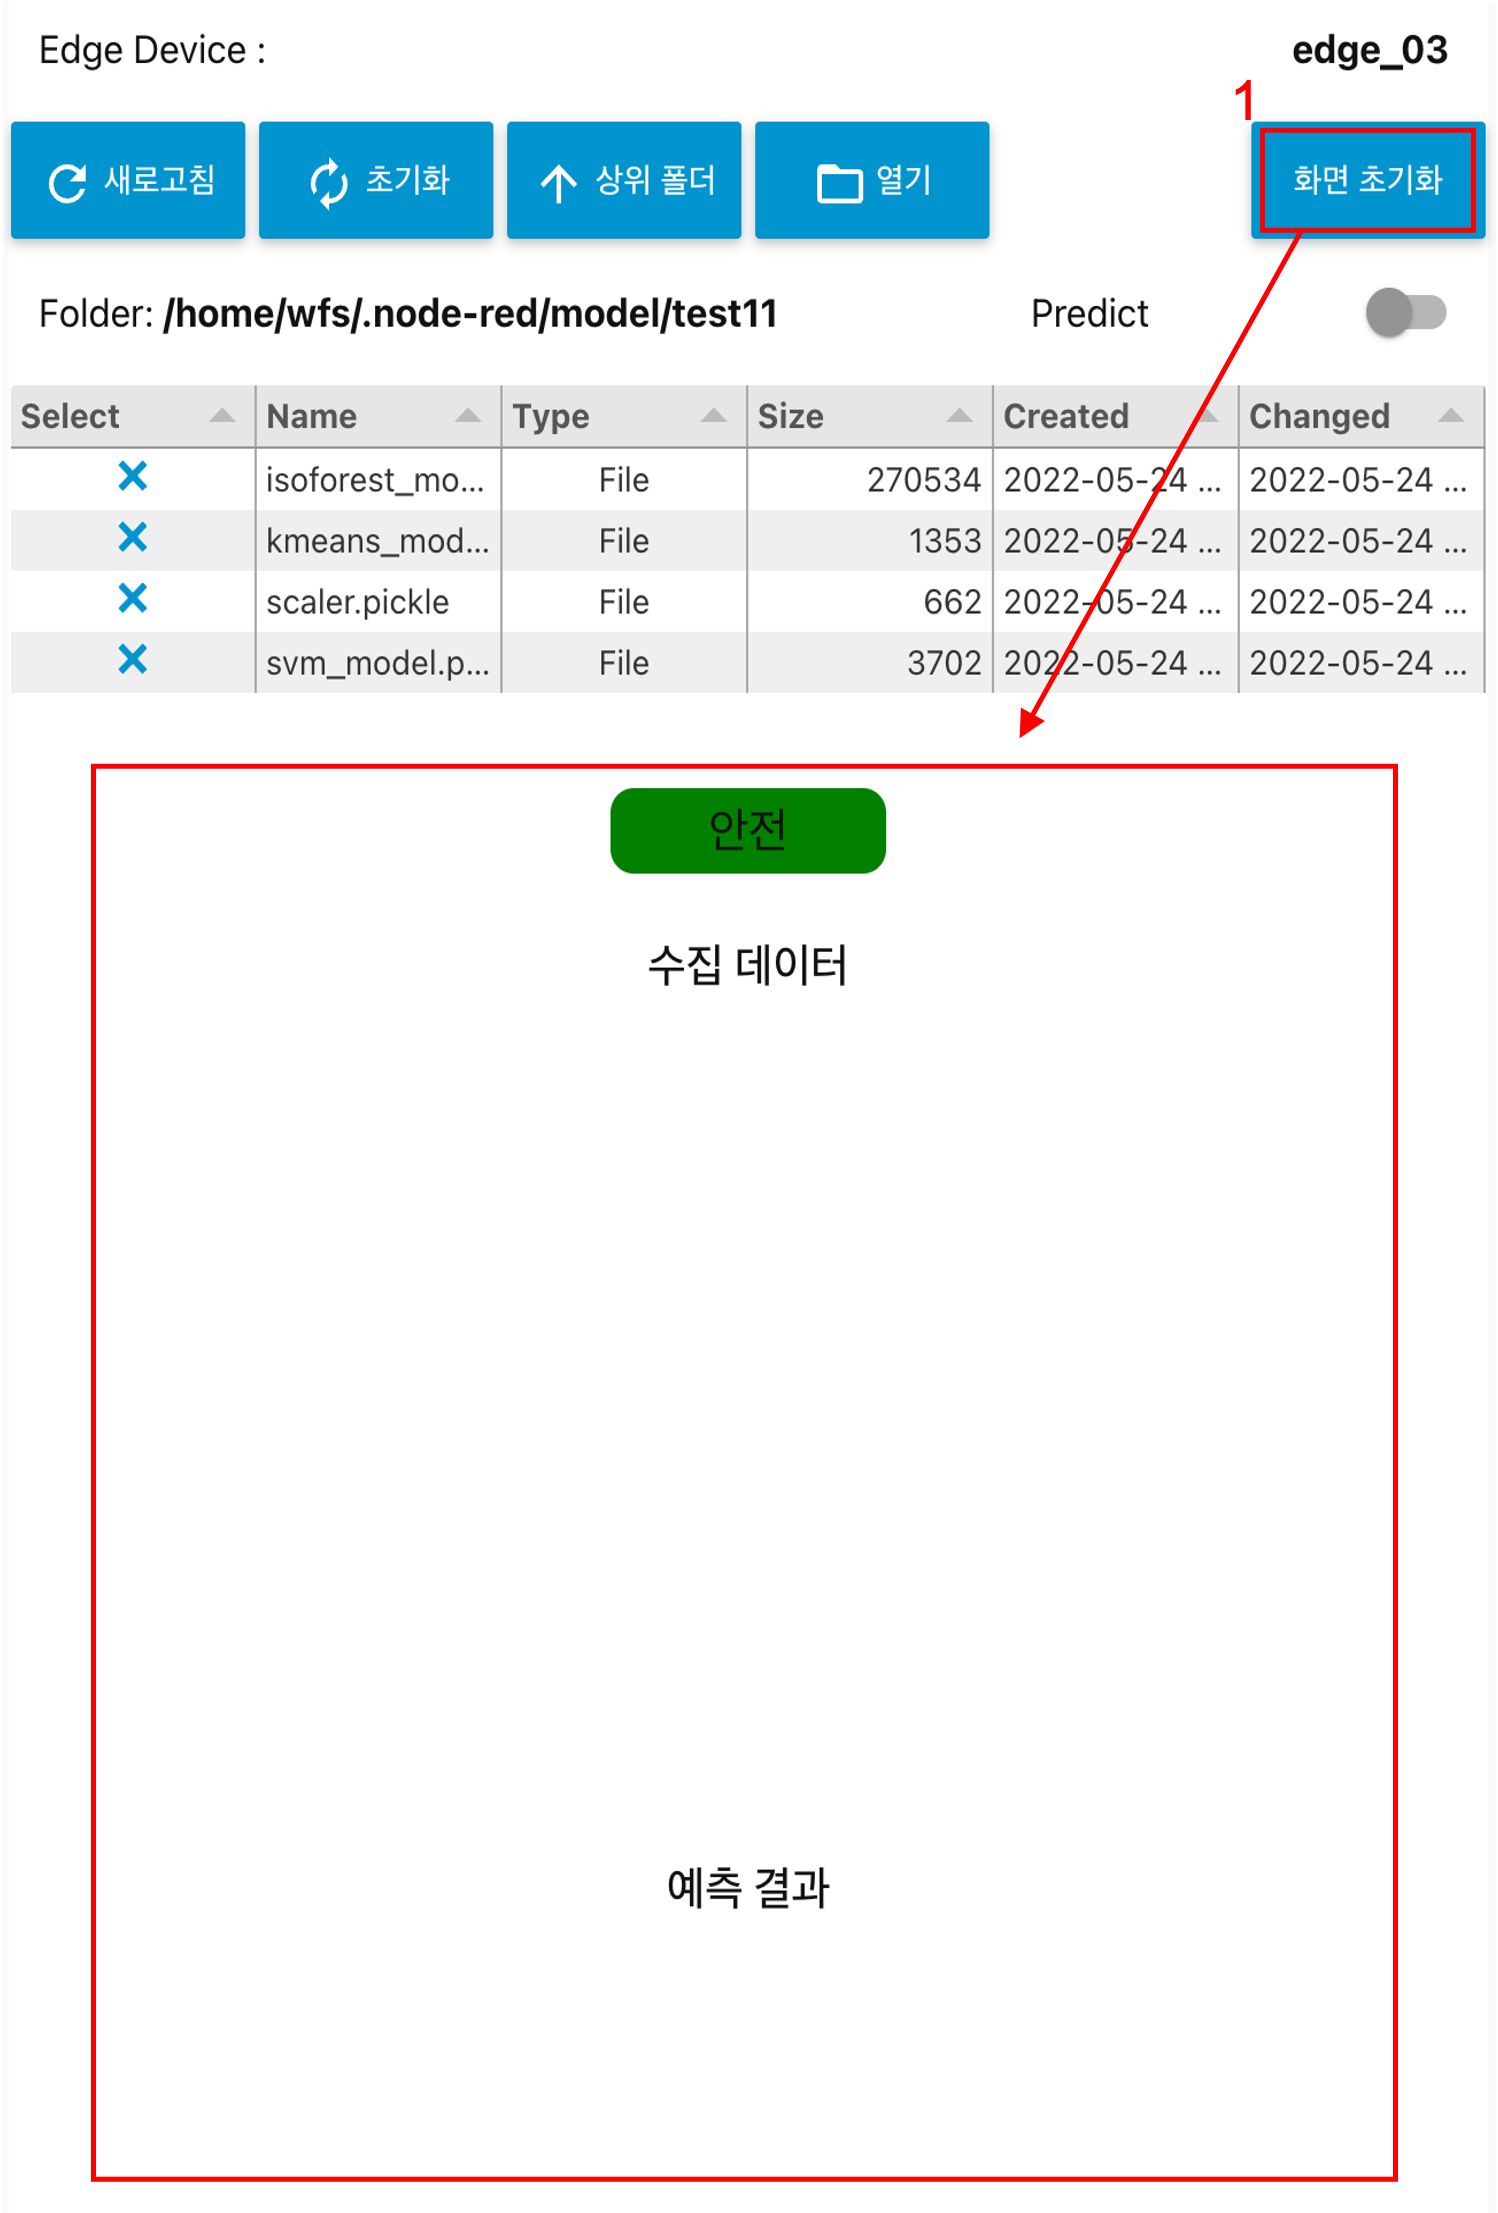 Edge Device : edge_03
1
새로고침 초기화 상위 폴더 열기 화면 초기화
Folder: /home/wfs/.node-red/model/test11 Predict
Select Name Type Size Created Changed
isoforest_mo... File 270534 2022-05-24 ... 2022-05-24 ...
kmeans_mod... File 1353 2022-05-24 ... 2022-05-24 ...
scaler.pickle File 662 2022-05-24 ... 2022-05-24 ...
svm_model.p... File 3702 2022-05-24 ... 2022-05-24 ...
안전
수집 데이터
예측 결과